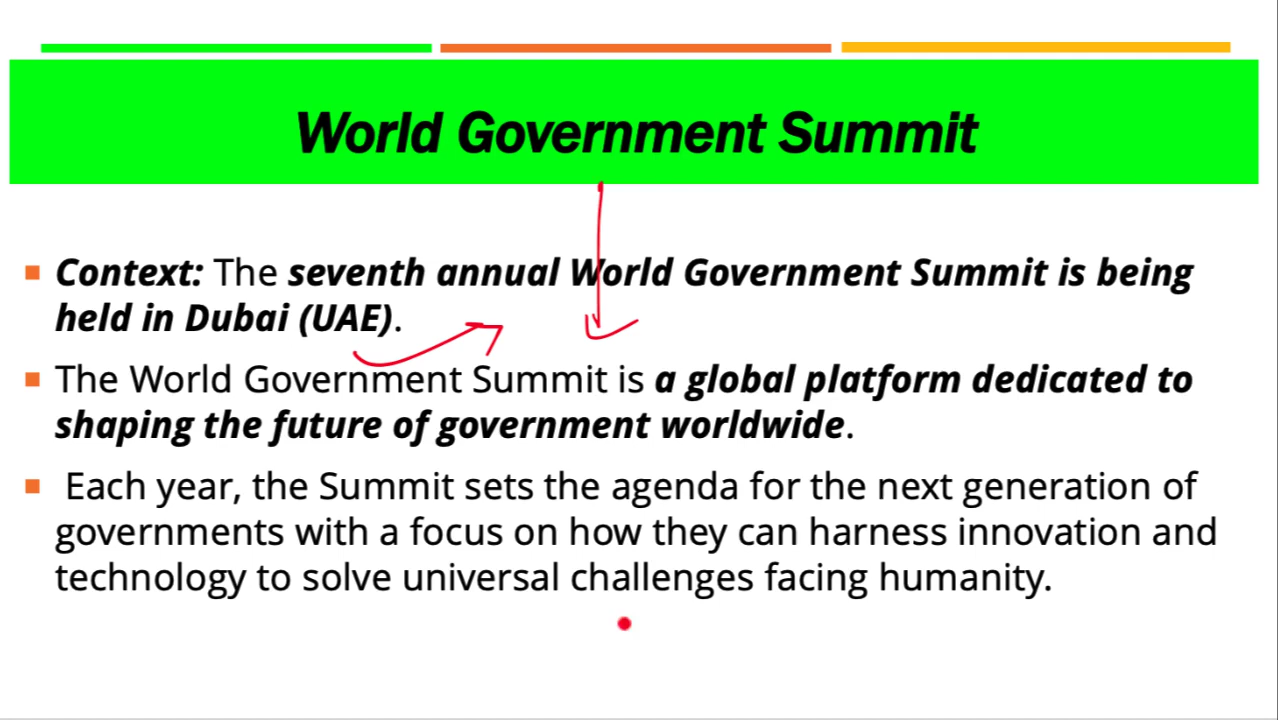 World Government Summit
Context: The seventh annual World Government Summit is being
held in Dubai (UAE).
The World Government Summit is a global platform dedicated to
shaping the future of government worldwide.
Each year, the Summit sets the agenda for the next generation of
governments with a focus on how they can harness innovation and
technology to solve universal challenges facing humanity.